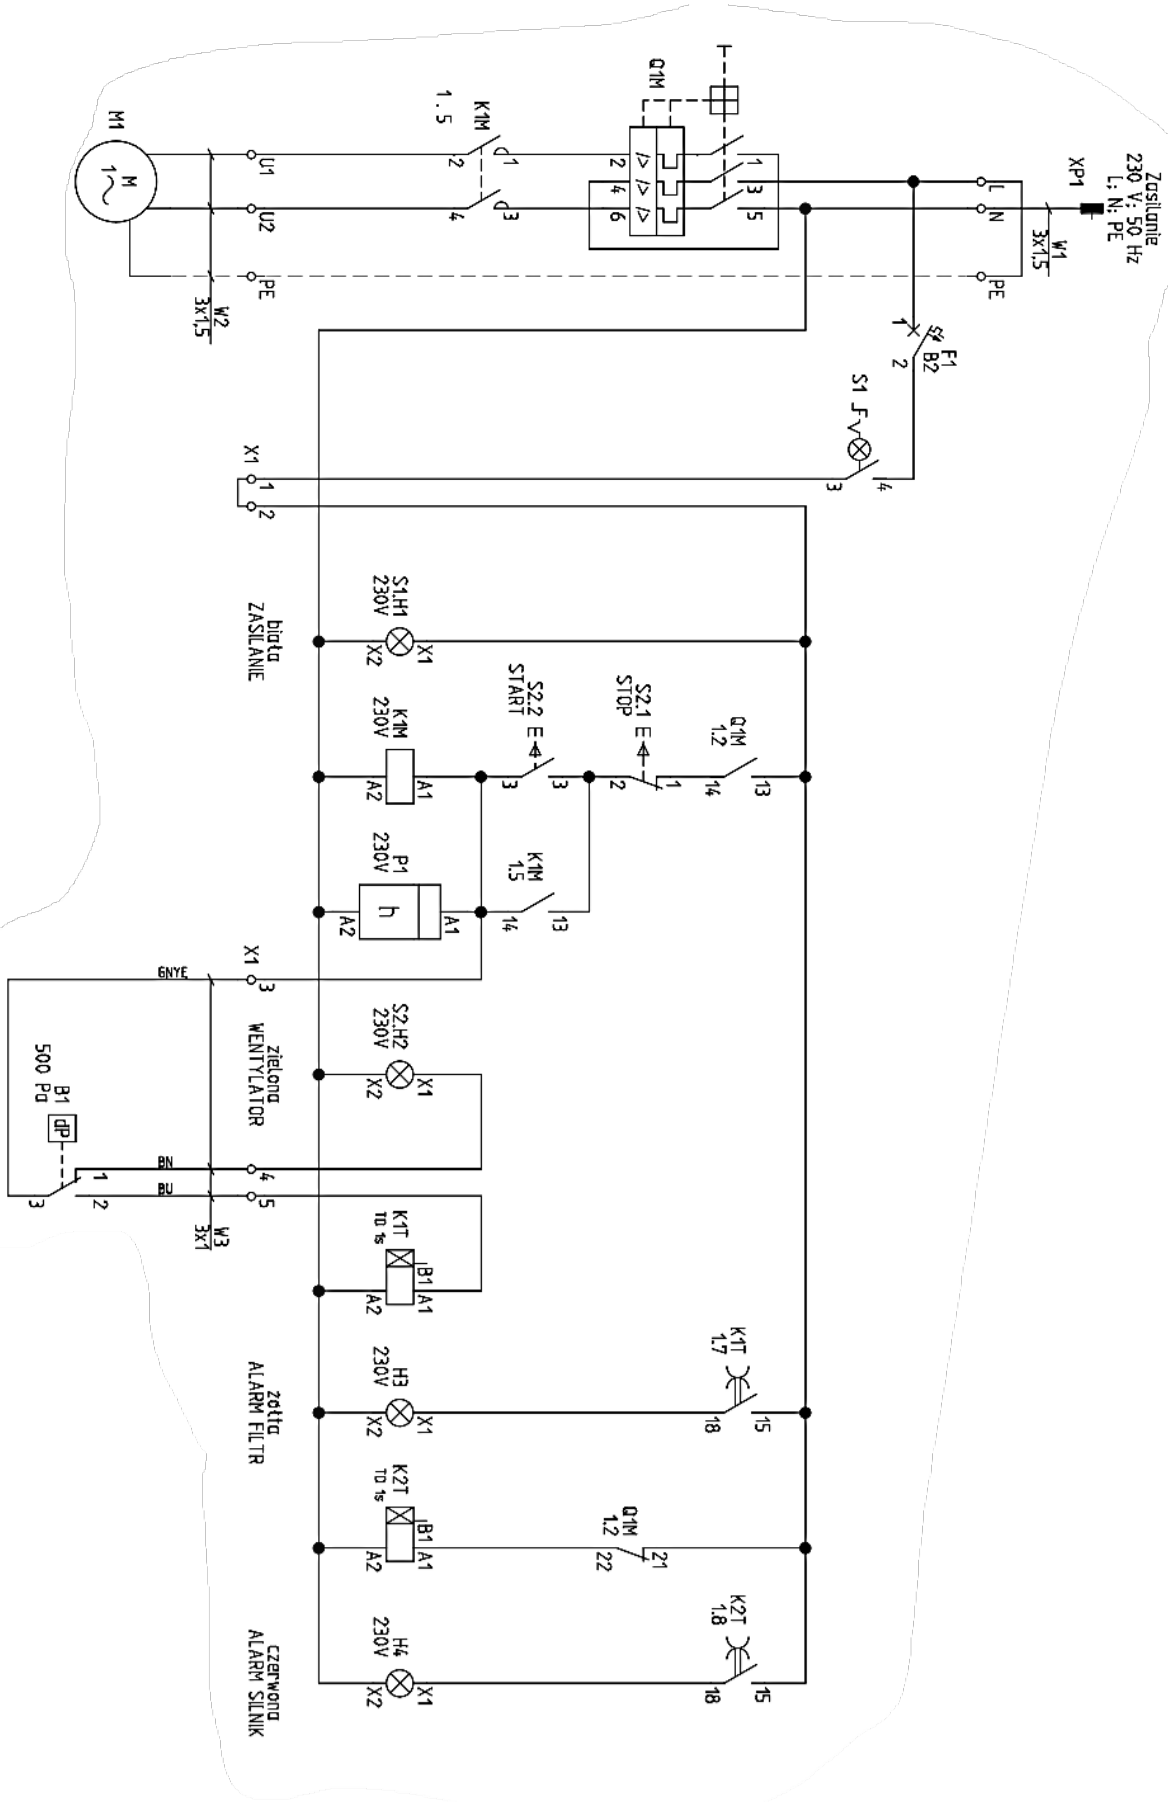 Zasilanie
230 V; 50 Hz
L; N; PE
XP1
W1
3x1,5
L
N
PE
Q1M
1
3
5
I>
I>
I>
2
4
6
K1M
1.5
1
2
3
4
U1
U2
PE
W2
3x1,5
M1
M
1~
F1
B2
1
2
S1
4
3
X1
1
2
S1.H1
230V
X1
X2
biała
ZASILANIE
Q1M
1.2
13
14
S2.1
STOP
E
1
2
S2.2
START
E
3
3
K1M
230V
A1
A2
K1M
1.5
13
14
P1
230V
h
A1
A2
X1
3
GNYE
S2.H2
230V
X1
X2
zielona
WENTYLATOR
4
5
BN
BU
W3
3x1
B1
500 Pa
dP
1
2
3
K1T
TD 1s
B1
A1
A2
K1T
1.7
15
18
H3
230V
X1
X2
żółta
ALARM FILTR
Q1M
1.2
21
22
K2T
TD 1s
B1
A1
A2
K2T
1.8
15
18
H4
230V
X1
X2
czerwona
ALARM SILNIK